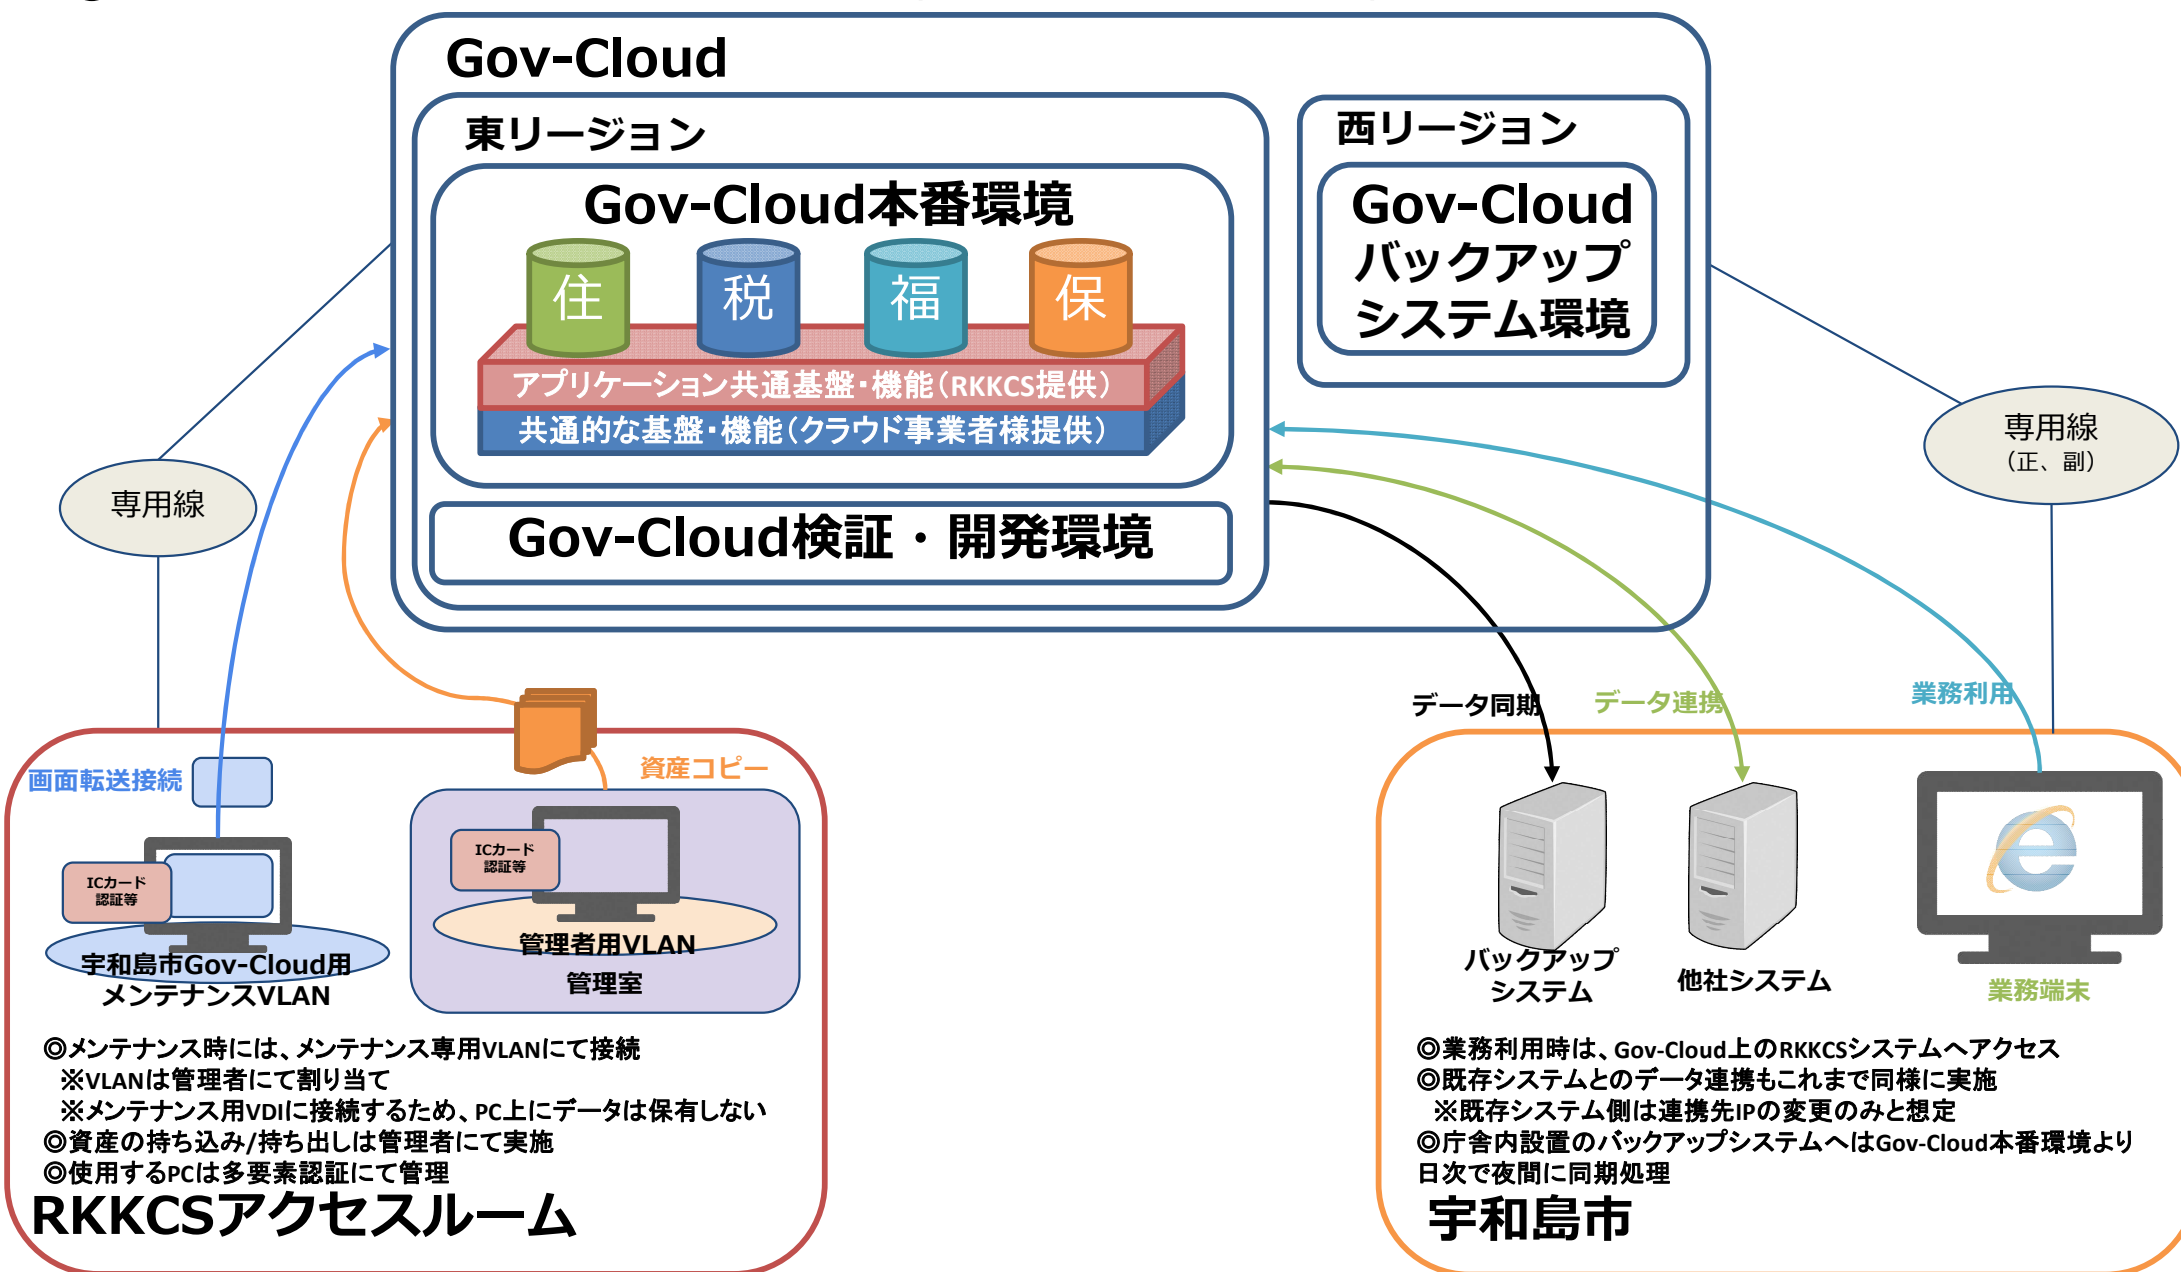 Gov-Cloud
東リージョン
西リージョン
Gov-Cloud本番環境
住
税
福
保
アプリケーション共通基盤・機能（RKKCS提供）
共通的な基盤・機能（クラウド事業者様提供）
Gov-Cloud検証・開発環境
Gov-Cloud
バックアップ
システム環境
専用線
専用線
（正、副）
データ同期
データ連携
業務利用
画面転送接続
資産コピー
ICカード
認証等
ICカード
認証等
宇和島市Gov-Cloud用
メンテナンスVLAN
管理者用VLAN
管理室
バックアップ
システム
他社システム
業務端末
◎メンテナンス時には、メンテナンス専用VLANにて接続
※VLANは管理者にて割り当て
※メンテナンス用VDIに接続するため、PC上にデータは保有しない
◎資産の持ち込み/持ち出しは管理者にて実施
◎使用するPCは多要素認証にて管理
RKKCSアクセスルーム
◎業務利用時は、Gov-Cloud上のRKKCSシステムへアクセス
◎既存システムとのデータ連携もこれまで同様に実施
※既存システム側は連携先IPの変更のみと想定
◎庁舎内設置のバックアップシステムへはGov-Cloud本番環境より
日次で夜間に同期処理
宇和島市